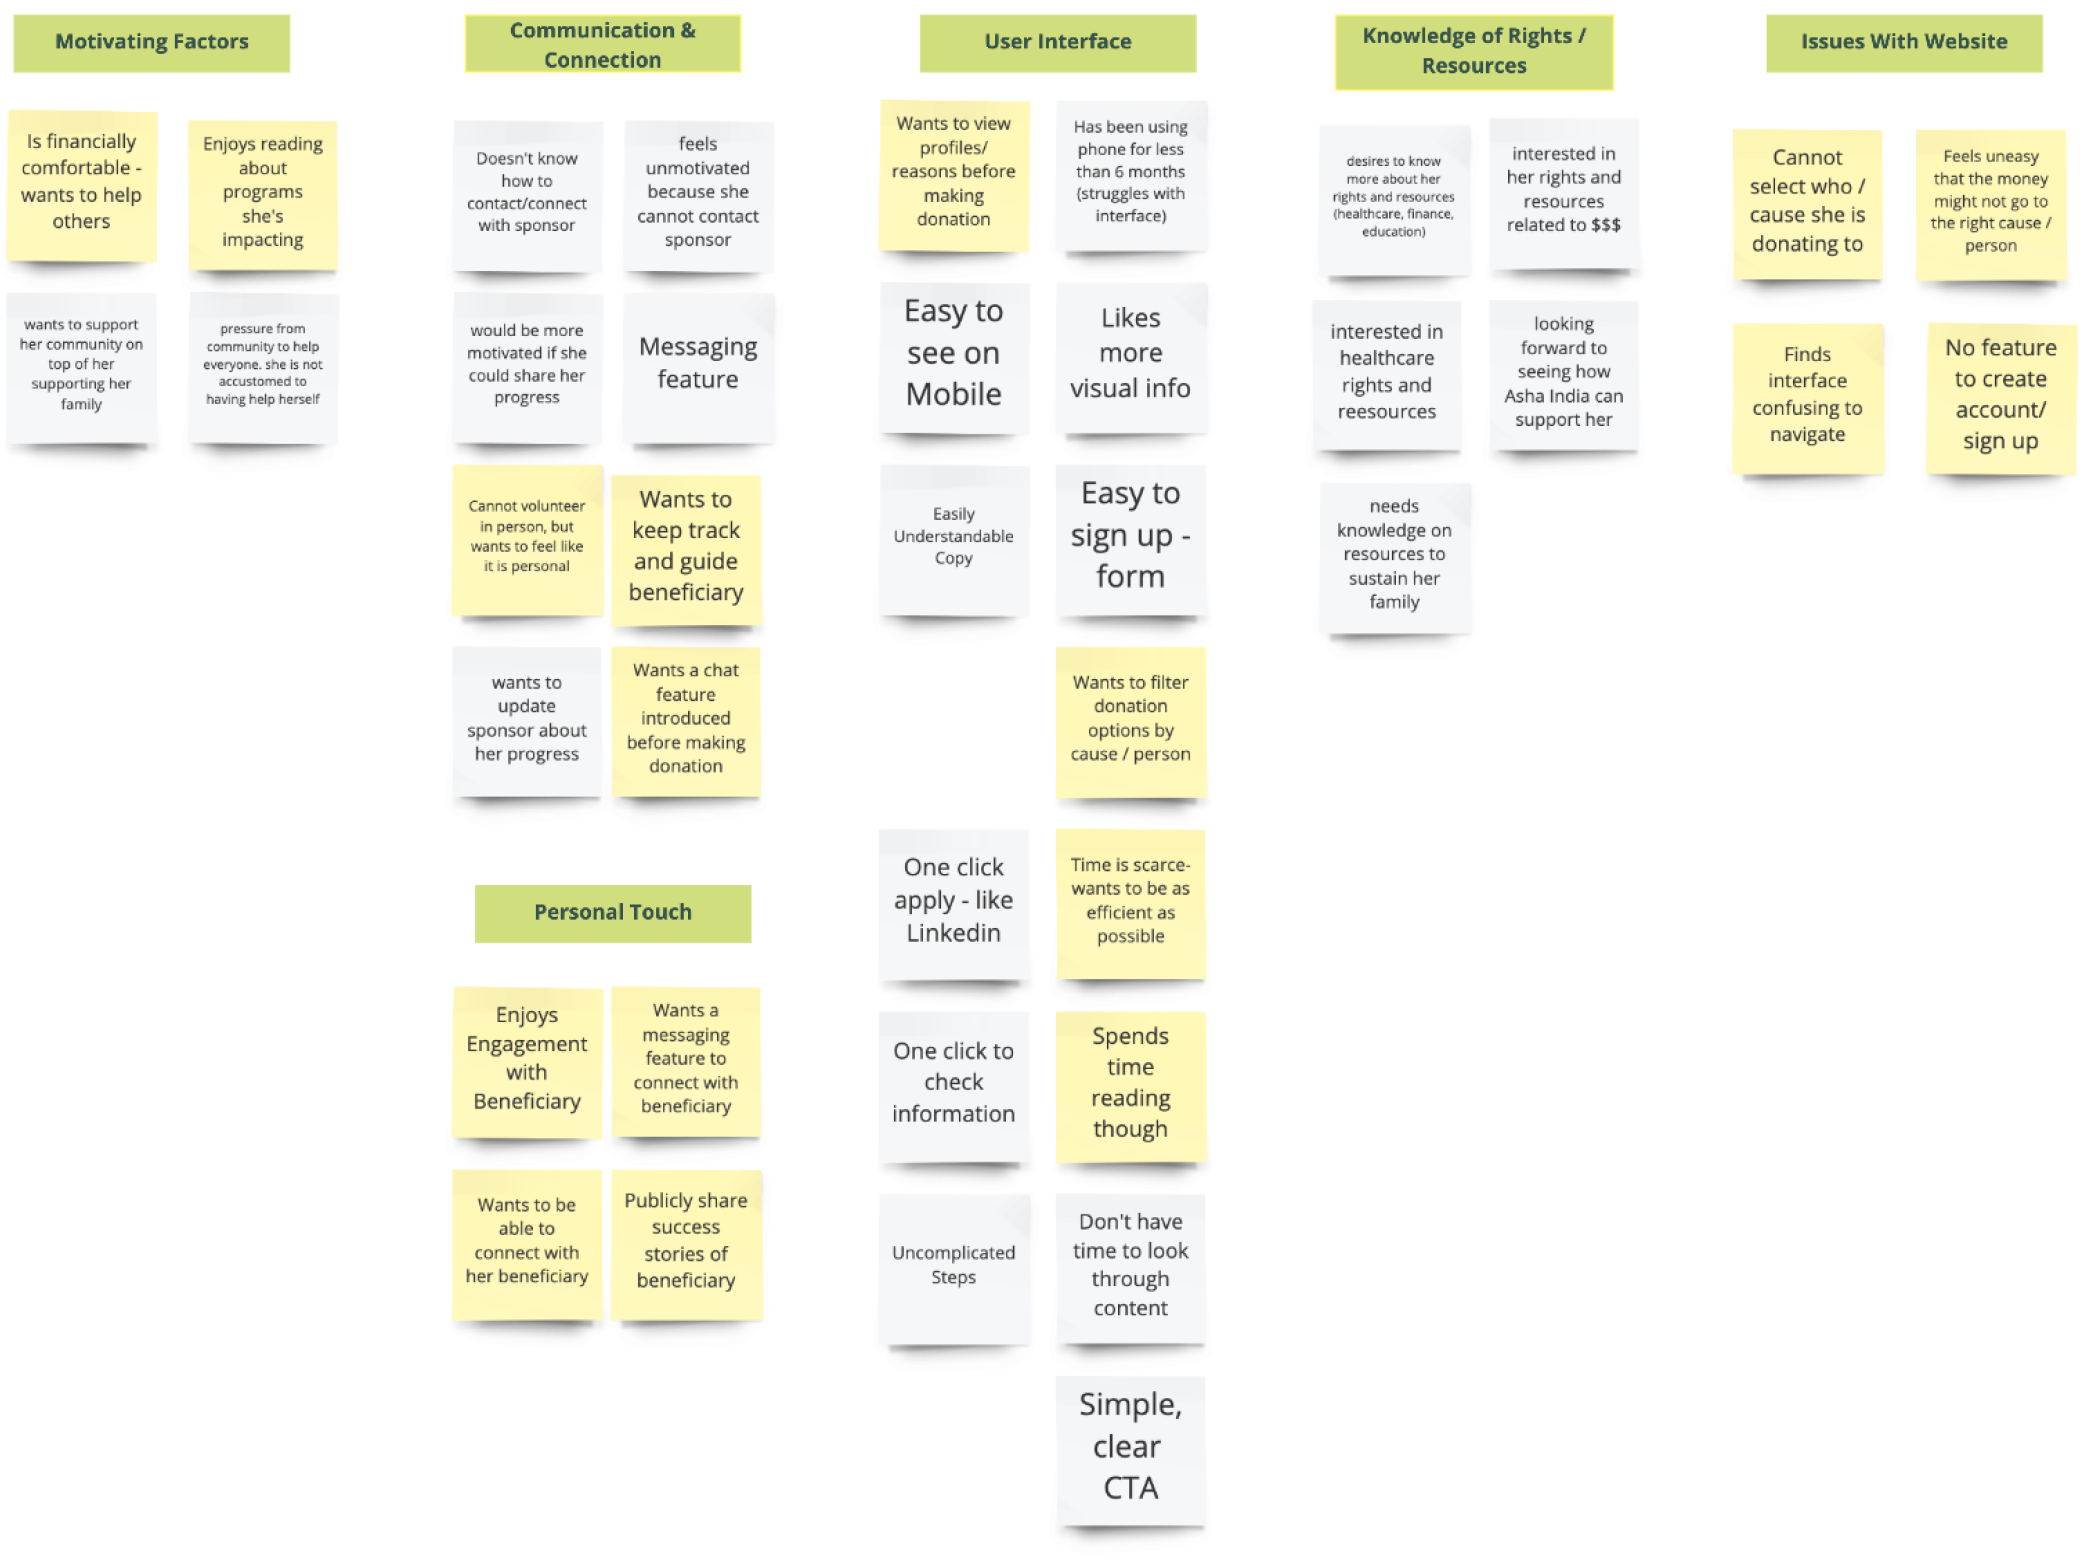 Motivating Factors
Is financially
comfortable -
wants to help
others
Enjoys reading
about
programs
she's
impacting
wants to support
her community on
top of her
supporting her
family
pressure from
community to help
everyone. she is not
accustomed to
having help herself
Communication &
Connection
Doesn't know
how to
contact/connect
with sponsor
feels
unmotivated
because she
cannot contact
sponsor
would be more
motivated if she
could share her
progress
Messaging
feature
Cannot volunteer
in person, but
wants to feel like
it is personal
Wants to
keep track
and guide
beneficiary
wants to
update
sponsor about
her progress
Wants a chat
feature
introduced
before making
donation
Personal Touch
Enjoys
Engagement
with
Beneficiary
Wants a
messaging
feature to
connect with
beneficiary
Wants to be
able to
connect with
her beneficiary
Publicly share
success
stories of
beneficiary
User Interface
Wants to view
profiles/
reasons before
making
donation
Has been using
phone for less
than 6 months
(struggles with
interface)
Easy to
see on
Mobile
Likes
more
visual info
Easily
Understandable
Copy
Easy to
sign up -
form
Wants to filter
donation
options by
cause / person
One click
apply - like
Linkedin
Time is scarce-
wants to be as
efficient as
possible
One click to
check
information
Spends
time
reading
though
Uncomplicated
Steps
Don't have
time to look
through
content
Simple,
clear
CTA
Knowledge of Rights /
Resources
desires to know
more about her
rights and resources
(healthcare, finance,
education)
interested in
her rights and
resources
related to $$$
interested in
healthcare
rights and
reesources
looking
forward to
seeing how
Asha India can
support her
needs
knowledge on
resources to
sustain her
family
Issues With Website
Cannot
select who /
cause she is
donating to
Feels uneasy
that the money
might not go to
the right cause /
person
Finds
interface
confusing to
navigate
No feature
to create
account/
sign up